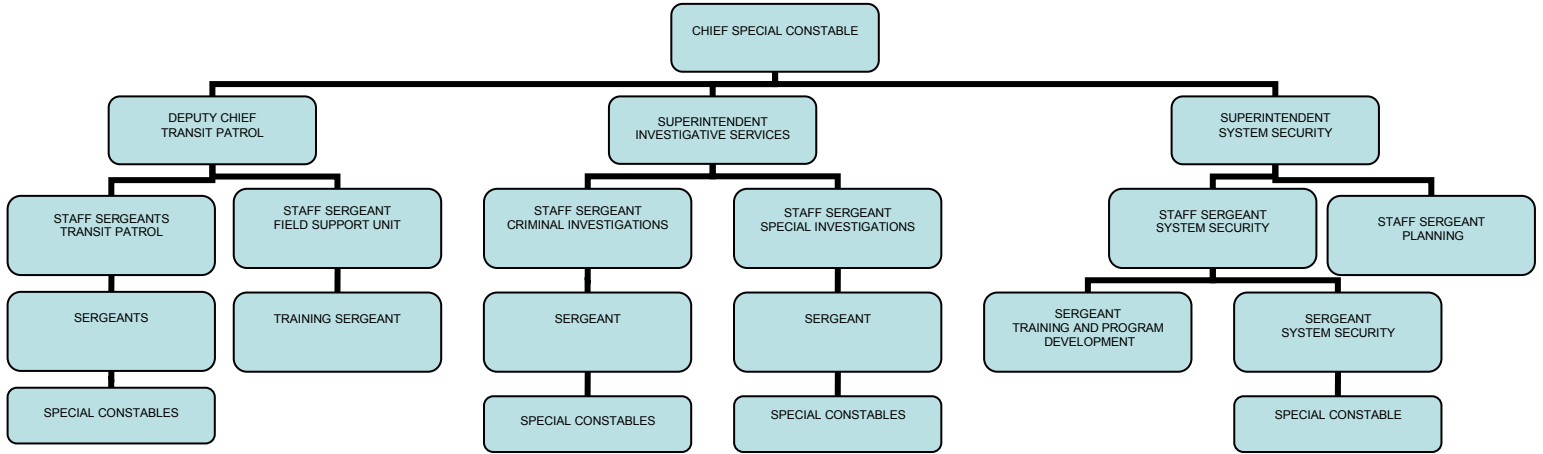 CHIEF SPECIAL CONSTABLE
DEPUTY CHIEF
TRANSIT PATROL
SUPERINTENDENT
INVESTIGATIVE SERVICES
SUPERINTENDENT
SYSTEM SECURITY
STAFF SERGEANTS
TRANSIT PATROL
STAFF SERGEANT
FIELD SUPPORT UNIT
STAFF SERGEANT
CRIMINAL INVESTIGATIONS
STAFF SERGEANT
SPECIAL INVESTIGATIONS
STAFF SERGEANT
SYSTEM SECURITY
STAFF SERGEANT
PLANNING
SERGEANTS
TRAINING SERGEANT
SERGEANT
SERGEANT
SERGEANT
TRAINING AND PROGRAM
DEVELOPMENT
SERGEANT
SYSTEM SECURITY
SPECIAL CONSTABLES
SPECIAL CONSTABLES
SPECIAL CONSTABLES
SPECIAL CONSTABLE